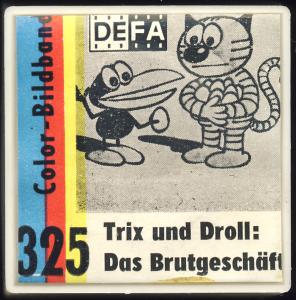 DEFA
Color-Bildband
325
Trix und Droll:
Das Brutgeschäft